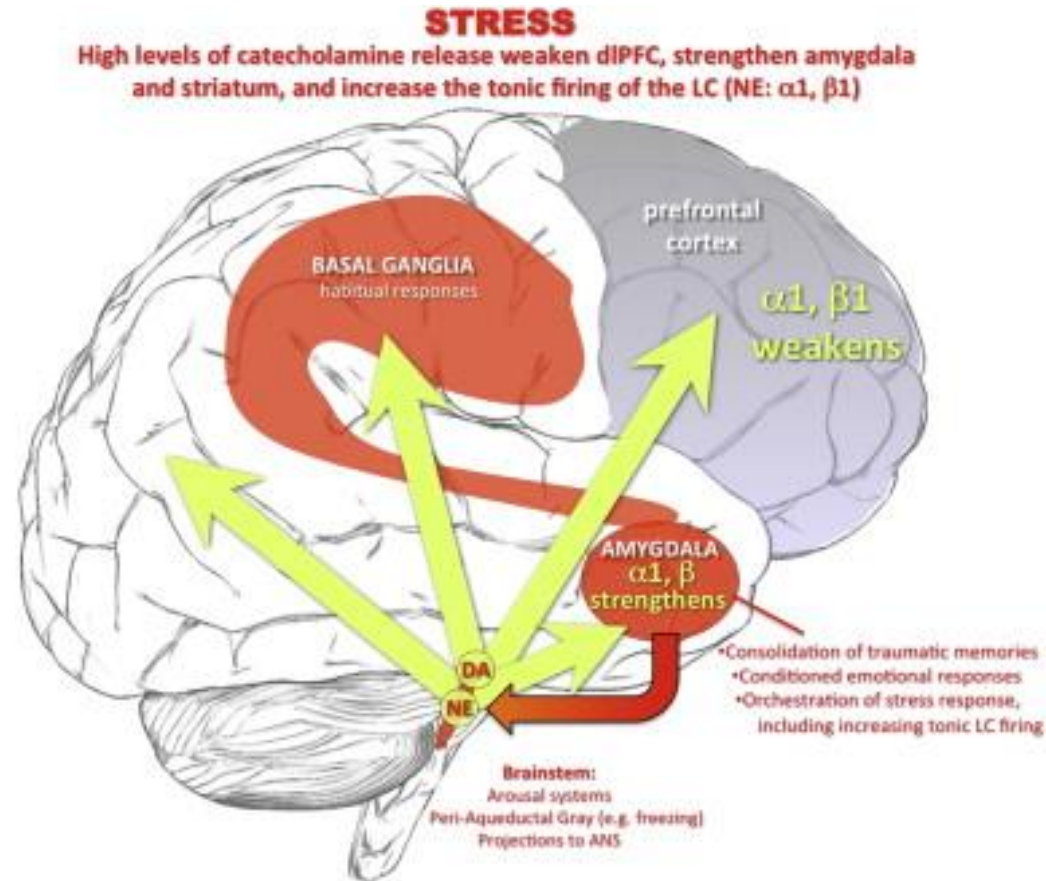 STRESS
High levels of catecholamine release weaken dlPFC, strengthen amygdala
and striatum, and increase the tonic firing of the LC (NE: α1, β1)
prefrontal
cortex
BASAL GANGLIA
habitual responses
α1, β1
weakens
AMYGDALA
α1, β
strengthens
DA
NE
•Consolidation of traumatic memories
•Conditioned emotional responses
•Orchestration of stress response,
including increasing tonic LC firing
Brainstem:
Arousal systems
Peri-Aqueductal Gray (e.g. freezing)
Projections to ANS